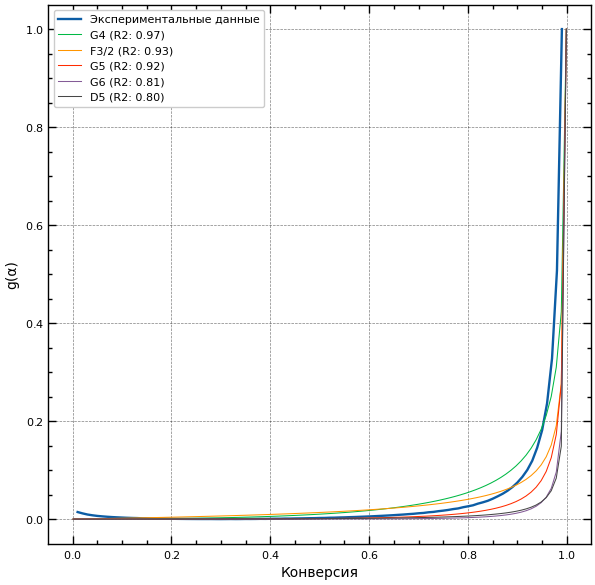 Экспериментальные данные
G4 (R2: 0.97)
F3/2 (R2: 0.93)
G5 (R2: 0.92)
G6 (R2: 0.81)
D5 (R2: 0.80)
1.0
0.8
0.6
0.4
0.2
0.0
g(α)
0.0 0.2 0.4 0.6 0.8 1.0
Конверсия